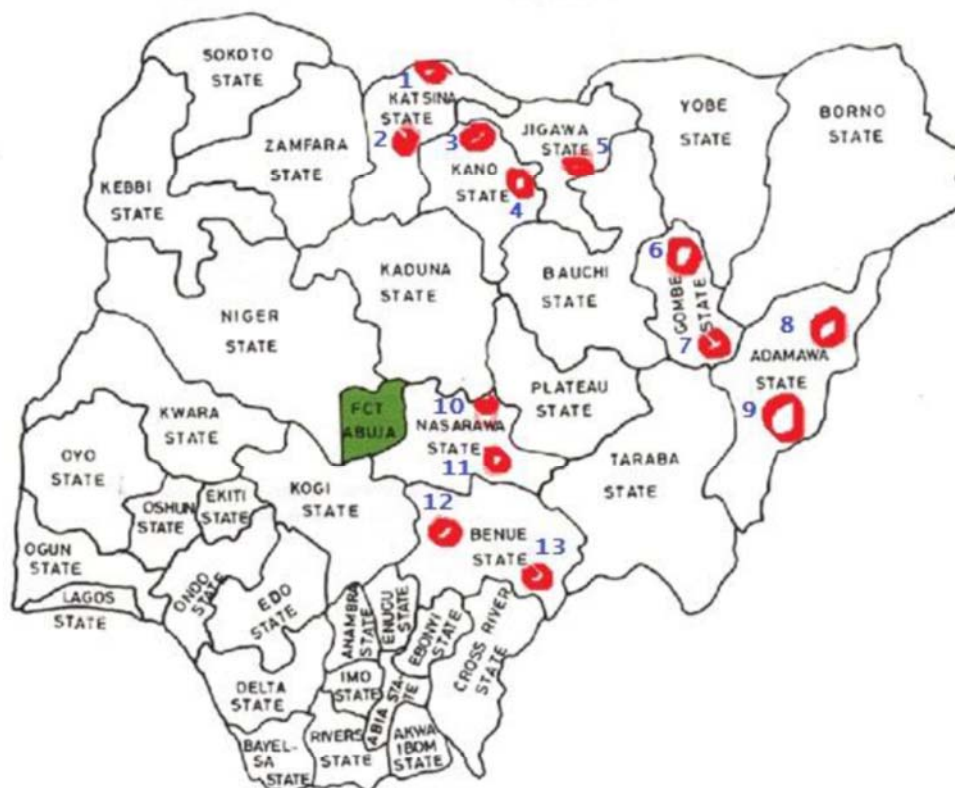 SOKOTO
STATE
1
KATSINA
STATE
2
3
JIGAWA
STATE
5
YOBE
STATE
BORNO
STATE
ZAMFARA
STATE
KANO
STATE
4
KEBBI
STATE
6
KADUNA
STATE
BAUCHI
STATE
GOMBE
STATE
7
8
NIGER
STATE
ADAMAWA
STATE
9
PLATEAU
STATE
FCT
ABUJA
10
NASARAWA
STATE
11
KWARA
STATE
OYO
STATE
TARABA
STATE
KOGI
STATE
12
BENUE
STATE
13
OSHUN
STATE
EKITI
STATE
OGUN
STATE
ONDO
STATE
EDO
STATE
LAGOS
STATE
ANAMBRA
STATE
ENUGU
STATE
EBONYI
STATE
CROSS RIVER
STATE
DELTA
STATE
IMO
STATE
ABIA STA-
TE
BAYEL-
SA
STATE
RIVERS
STATE
AKWA
IBOM
STATE